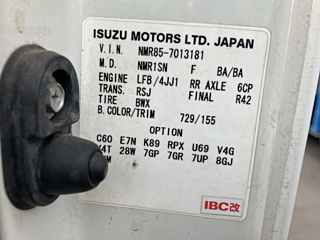 ISUZU MOTORS LTD. JAPAN
V.I.N. NMR85-7013181
M.D. NMR1SN F BA/BA
ENGINE LFB/4JJ1 RR AXLE 6CP
TRANS. RSJ FINAL R42
TIRE BWX
B.COLOR/TRIM 729/155
OPTION
C60 E7N K89 RPX U69 V4G
4T 28W 7GP 7GR 7UP 8GJ
IBC改